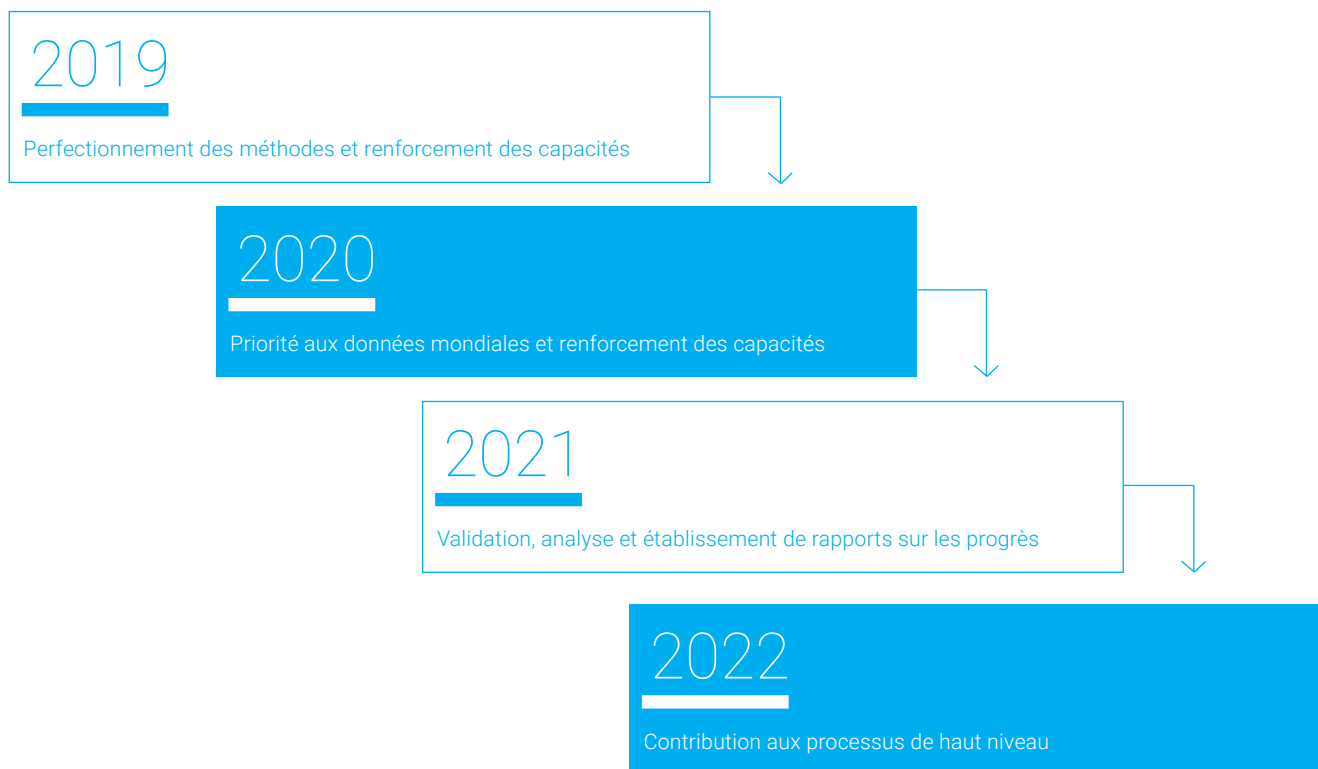 2019
Perfectionnement des méthodes et renforcement des capacités
2020
Priorité aux données mondiales et renforcement des capacités
2021
Validation, analyse et établissement de rapports sur les progrès
2022
Contribution aux processus de haut niveau